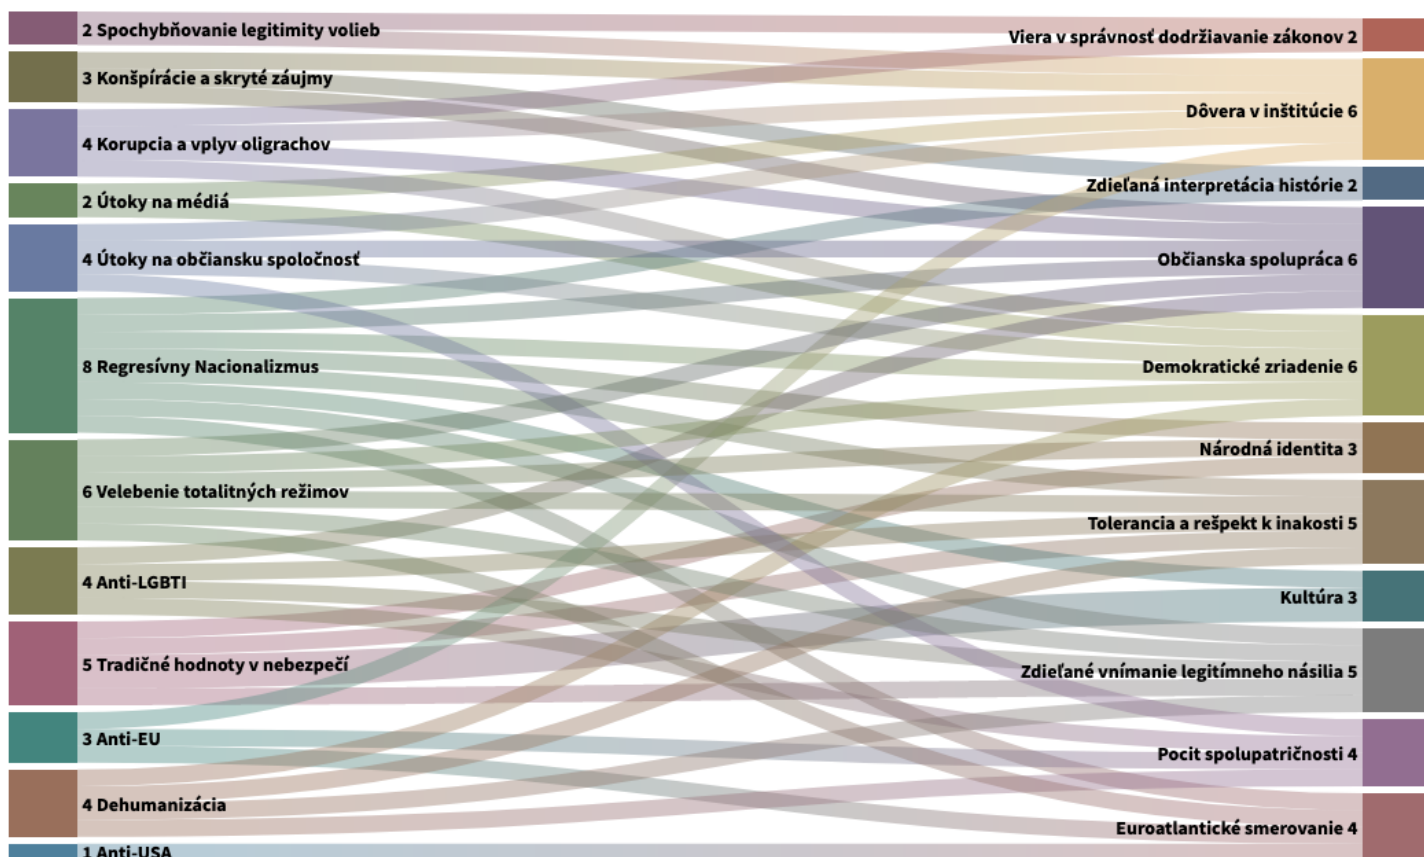 2 Spochybňovanie legitimity volieb
3 Konšpírácie a skryté záujmy
4 Korupcia a vplyv oligrachov
2 Útoky na médiá
4 Útoky na občiansku spoločnosť
8 Regresívny Nacionalizmus
6 Velebenie totalitných režimov
4 Anti-LGBTI
5 Tradičné hodnoty v nebezpečí
3 Anti-EU
4 Dehumanizácia
1 Anti-USA
Viera v správnosť dodržiavanie zákonov 2
Dôvera v inštitúcie 6
Zdieľaná interpretácia histórie 2
Občianska spolupráca 6
Demokratické zriadenie 6
Národná identita 3
Tolerancia a rešpekt k inakosti 5
Kultúra 3
Zdieľané vnímanie legitímneho násilia 5
Pocit spolupatričnosti 4
Euroatlantické smerovanie 4